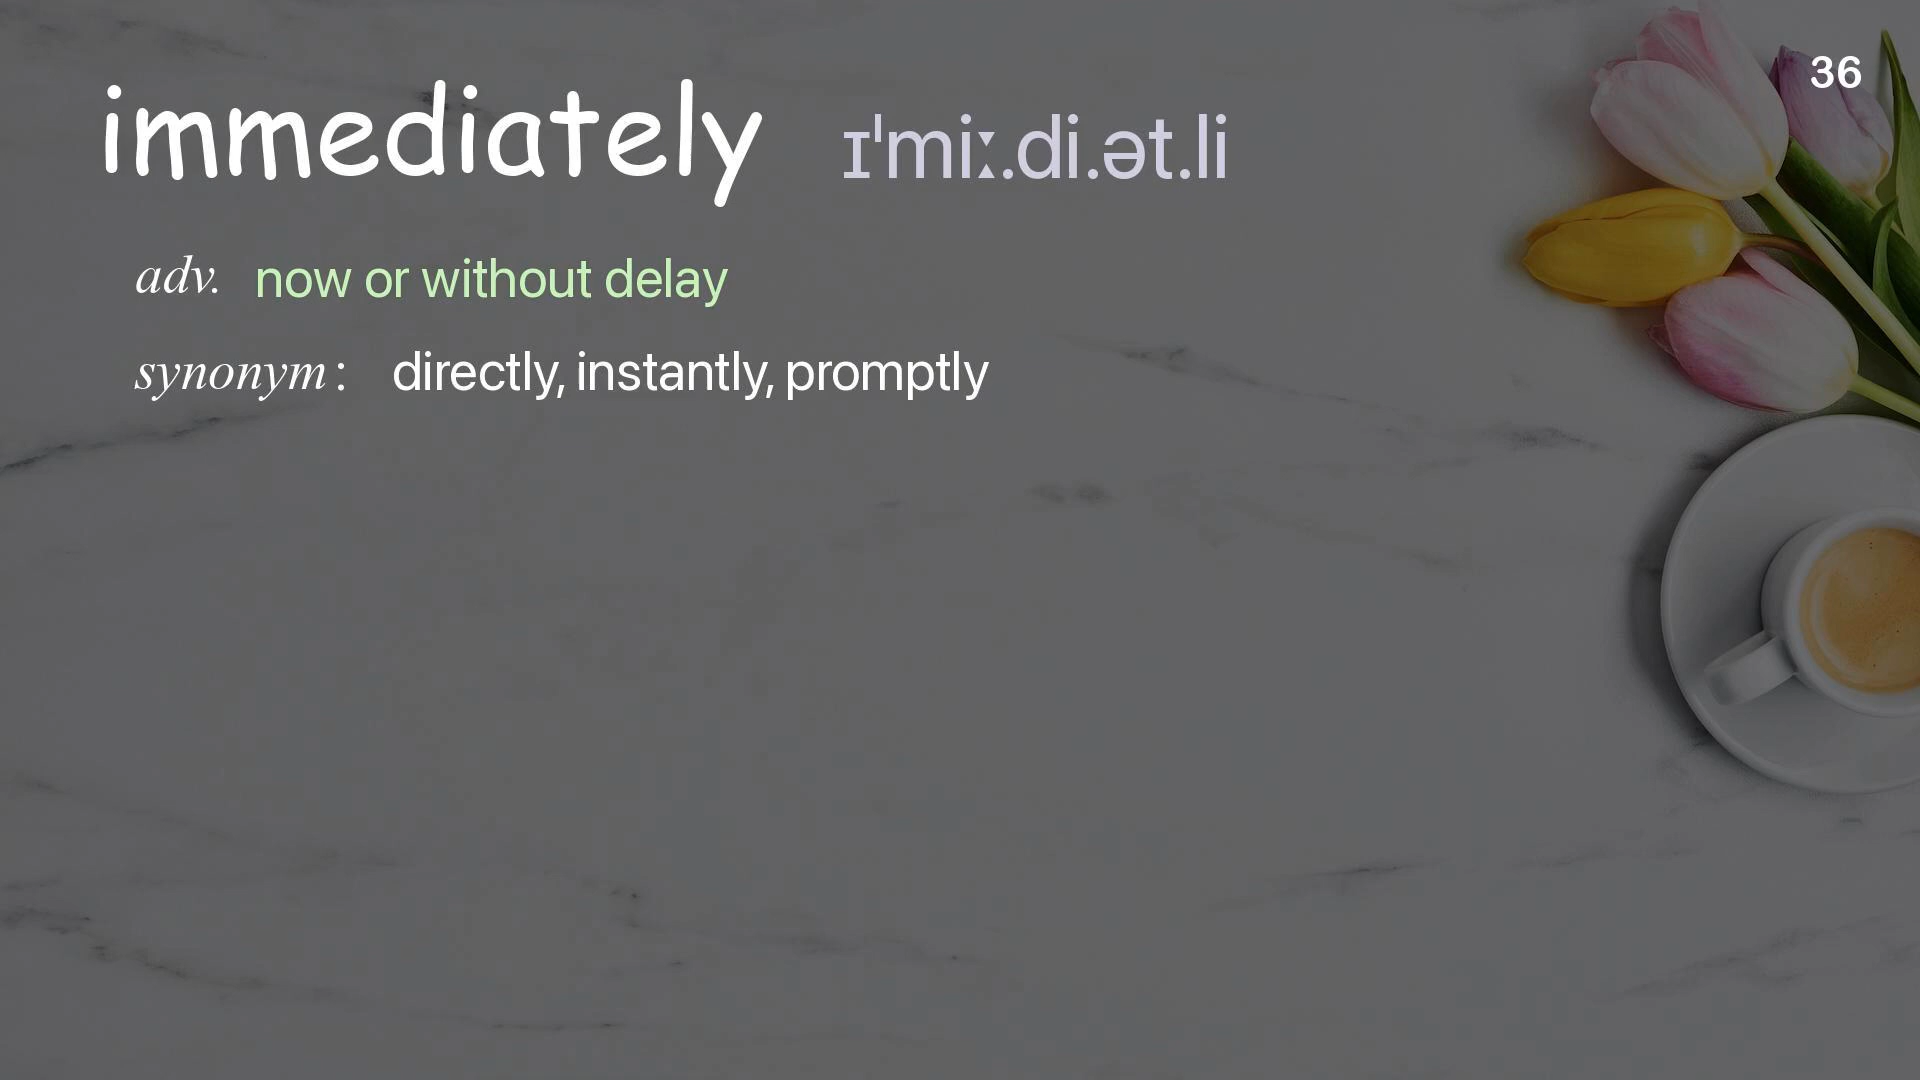 36
immediately ɪˈmiː.di.ət.li
adv. now or without delay
synonym: directly, instantly, promptly